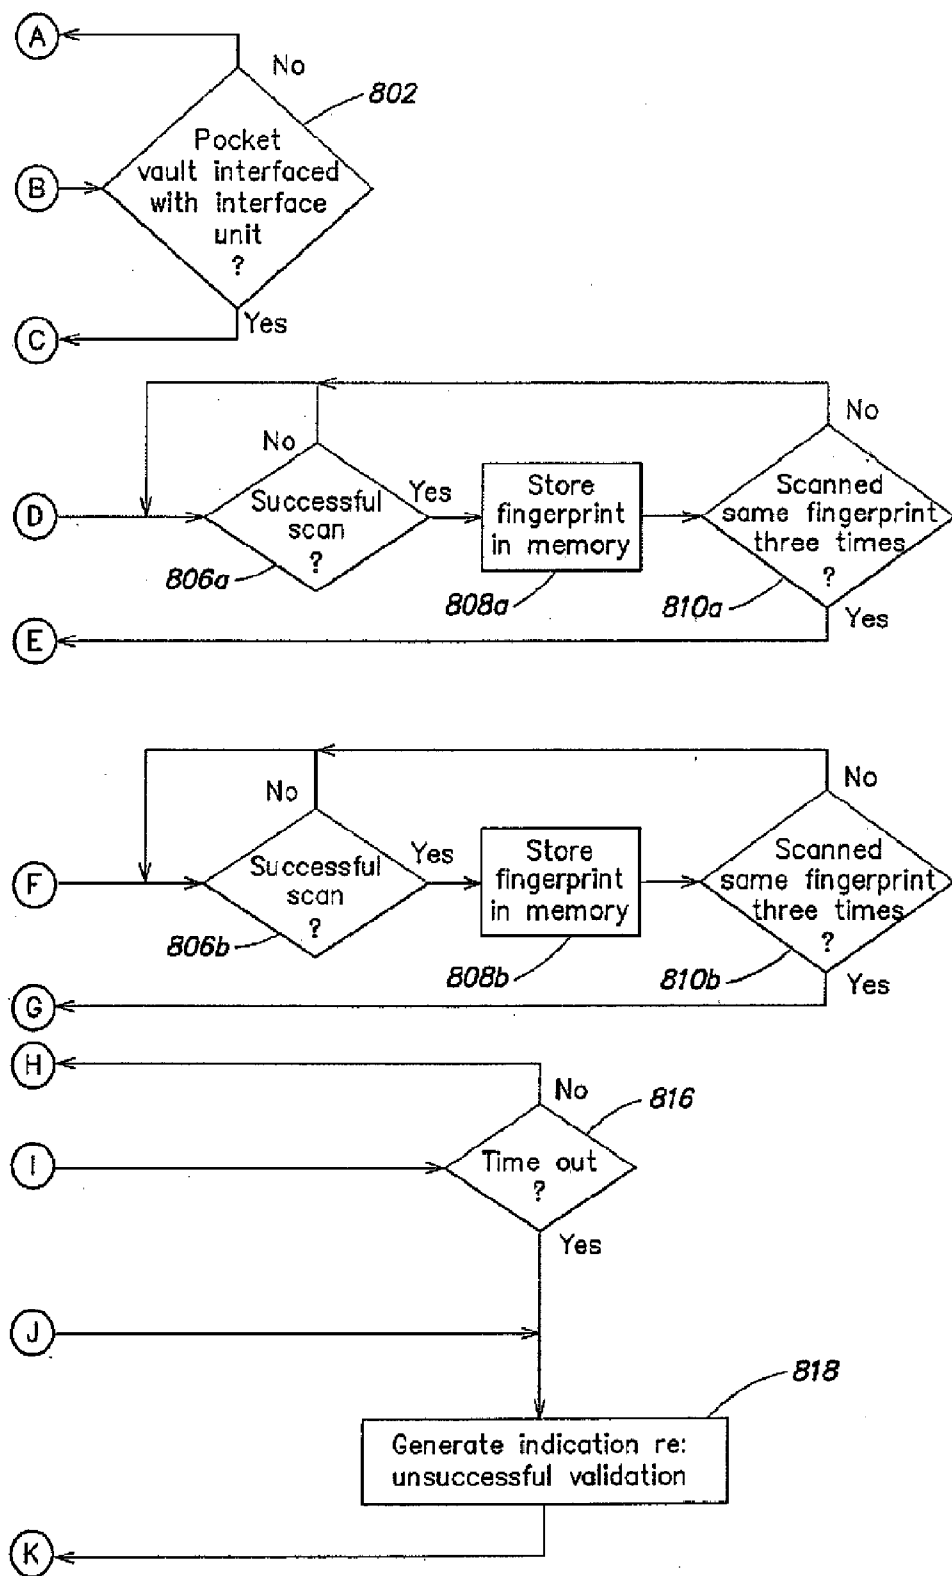 A
No
802
Pocket
vault interfaced
with interface
unit
?
B
Yes
C
No
No
D
Successful
scan
?
Yes
Store
fingerprint
in memory
Scanned
same fingerprint
three times
?
806a
808a
810a
Yes
E
No
No
F
Successful
scan
?
Yes
Store
fingerprint
in memory
Scanned
same fingerprint
three times
?
806b
808b
810b
Yes
G
H
No
816
I
Time out
?
Yes
J
818
Generate indication re:
unsuccessful validation
K